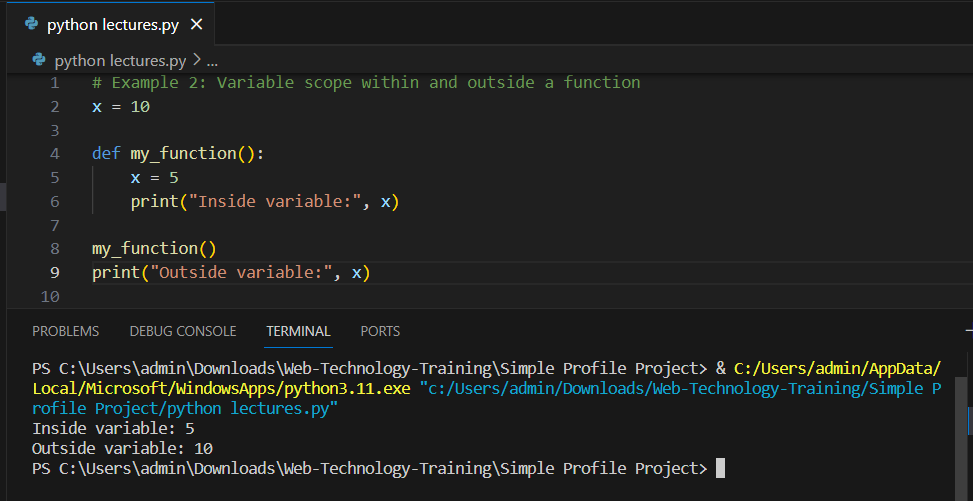 python lectures.py ×
python lectures.py > ...
1 # Example 2: Variable scope within and outside a function
2 x = 10
3
4 def my_function():
5     x = 5
6     print("Inside variable:", x)
7
8 my_function()
9 print("Outside variable:", x)
10
PROBLEMS DEBUG CONSOLE TERMINAL PORTS
PS C:\Users\admin\Downloads\Web-Technology-Training\Simple Profile Project> & C:/Users/admin/AppData/
Local/Microsoft/WindowsApps/python3.11.exe "c:/Users/admin/Downloads/Web-Technology-Training/Simple P
rofile Project/python lectures.py"
Inside variable: 5
Outside variable: 10
PS C:\Users\admin\Downloads\Web-Technology-Training\Simple Profile Project>